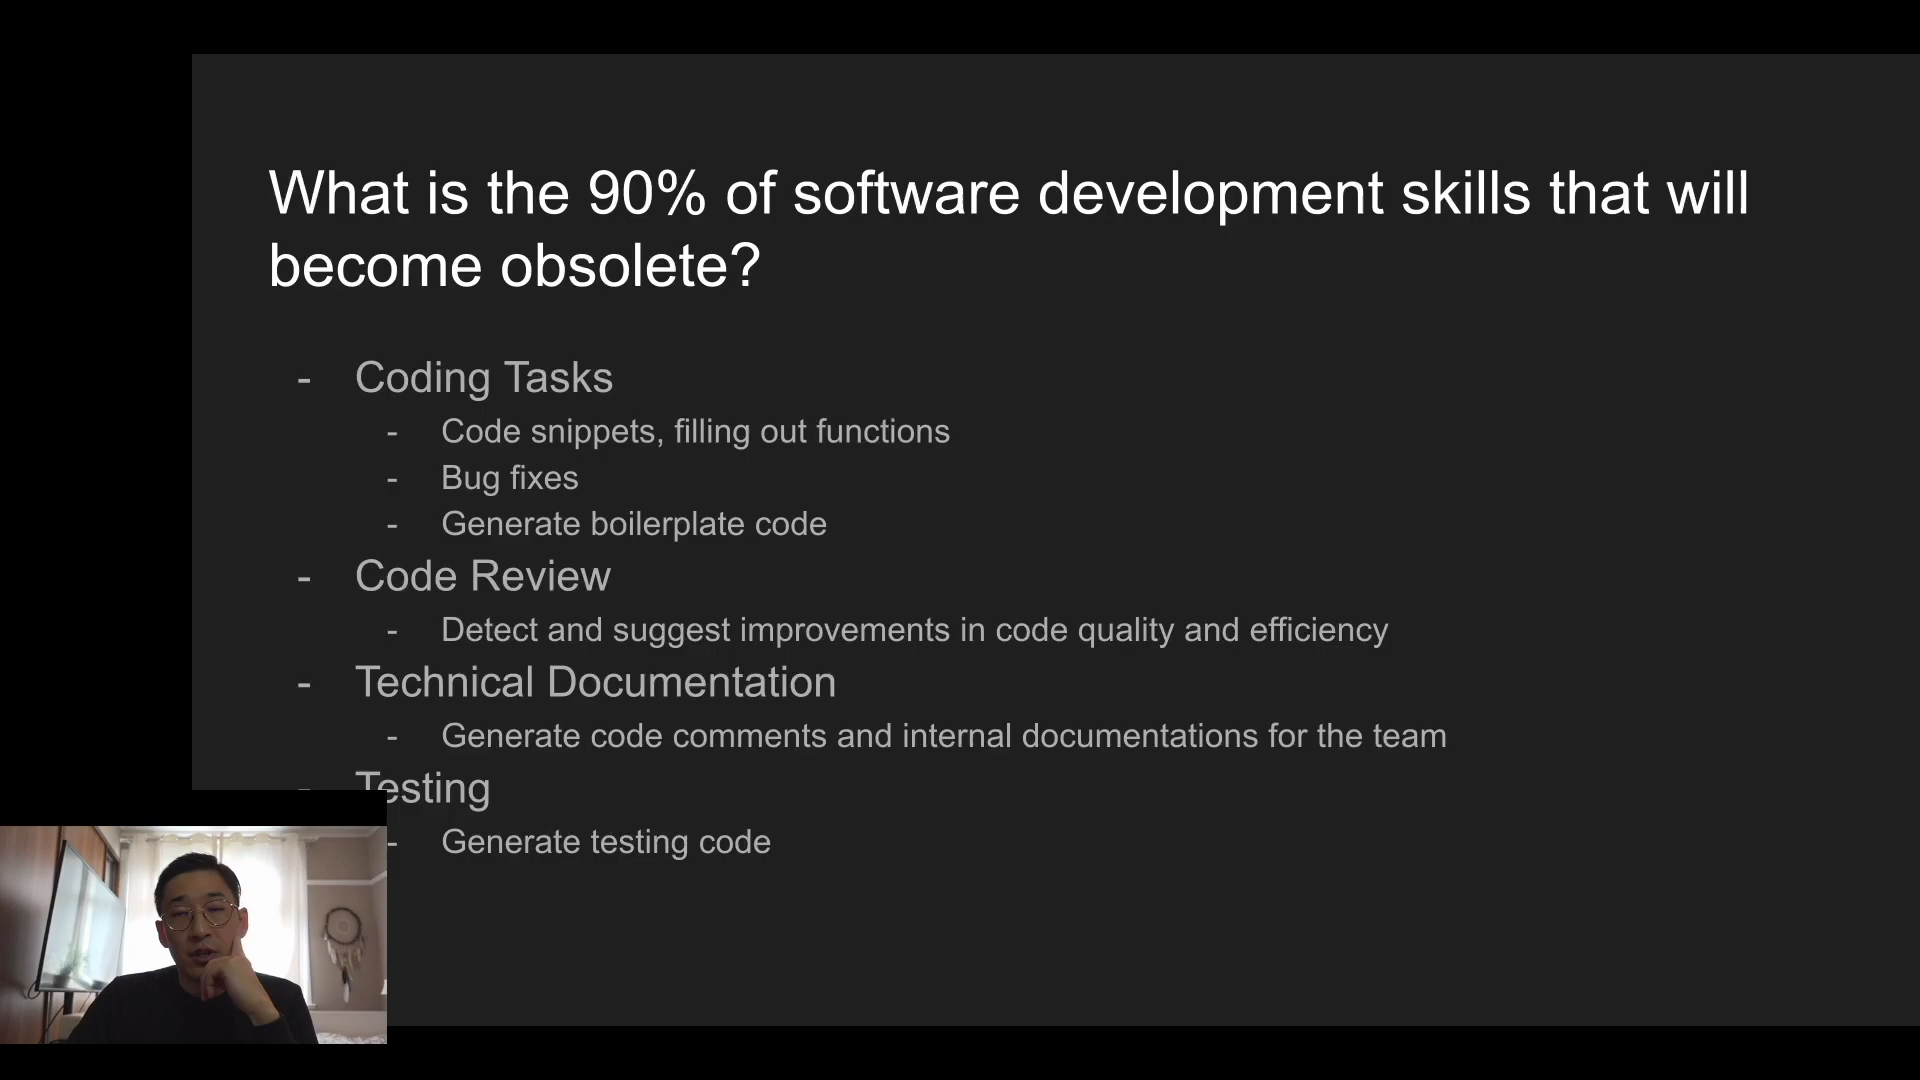 What is the 90% of software development skills that will
become obsolete?
- Coding Tasks
- Code snippets, filling out functions
- Bug fixes
- Generate boilerplate code
- Code Review
- Detect and suggest improvements in code quality and efficiency
- Technical Documentation
- Generate code comments and internal documentations for the team
- Testing
- Generate testing code